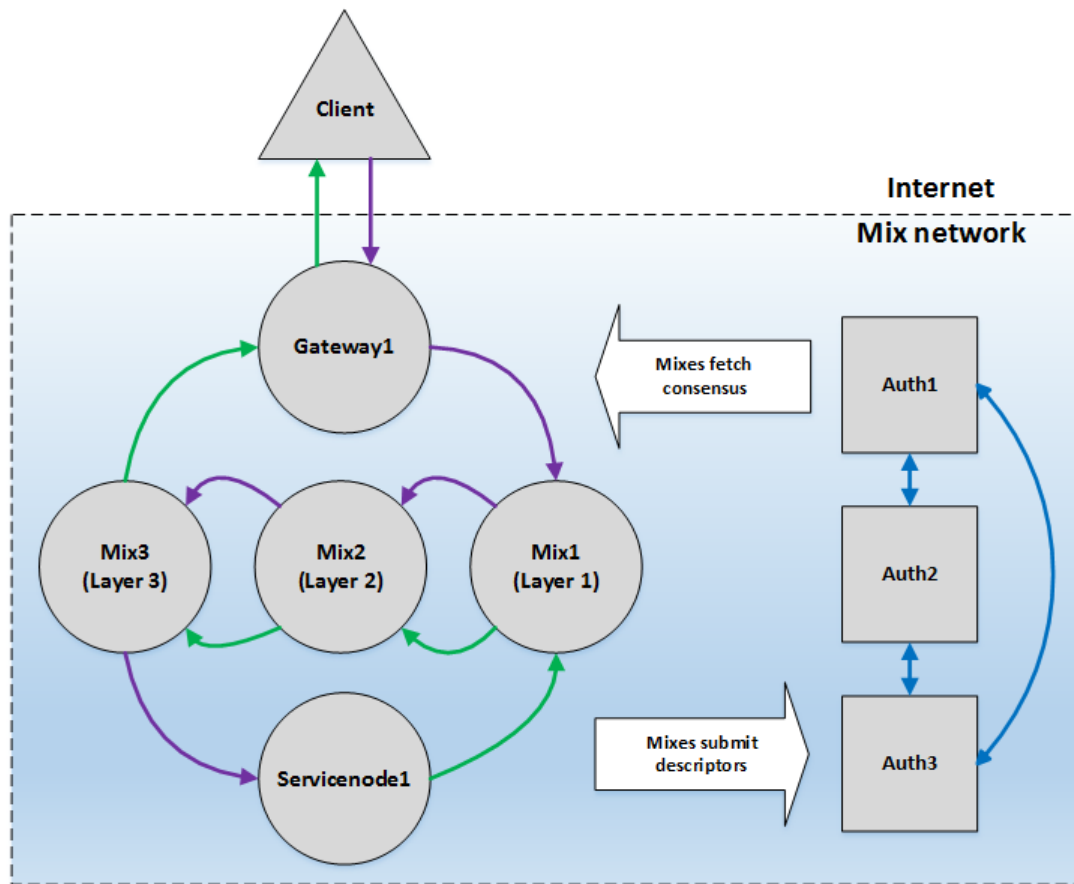 Client
Internet
Mix network
Gateway1
Mixes fetch
consensus
Auth1
Mix3
(Layer 3)
Mix2
(Layer 2)
Mix1
(Layer 1)
Auth2
Servicenode1
Mixes submit
descriptors
Auth3